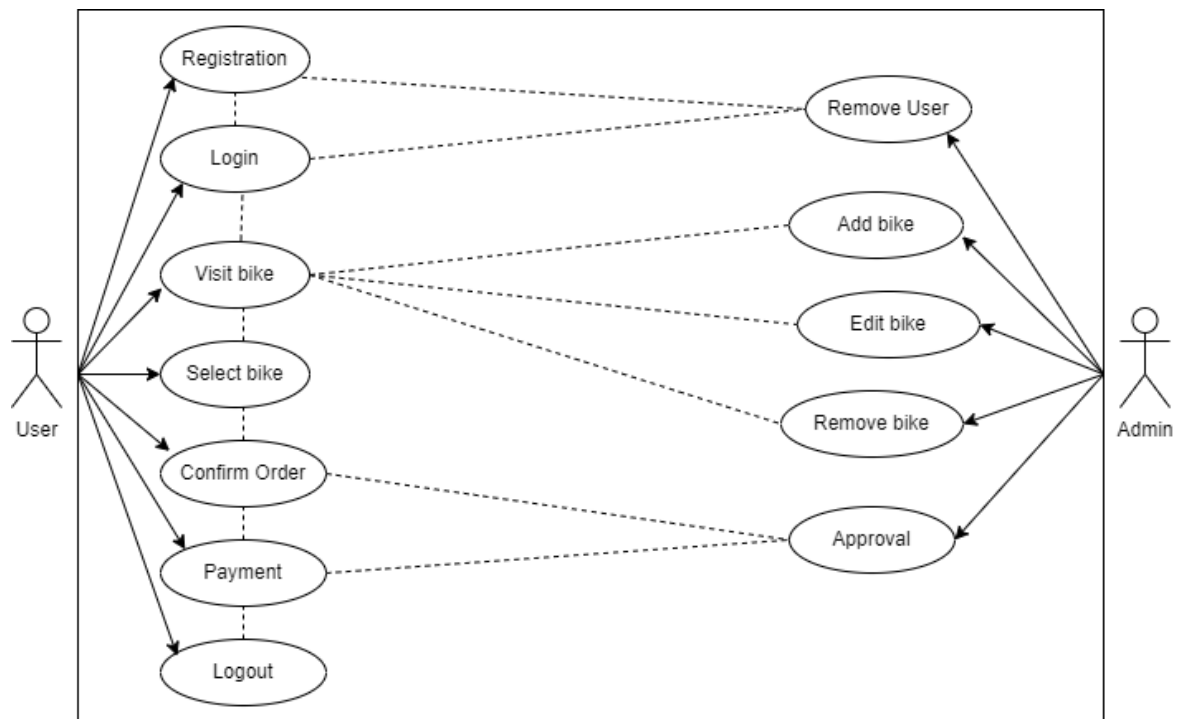 Registration
Remove User
Login
Add bike
Visit bike
Edit bike
Select bike
User
Remove bike
Admin
Confirm Order
Approval
Payment
Logout